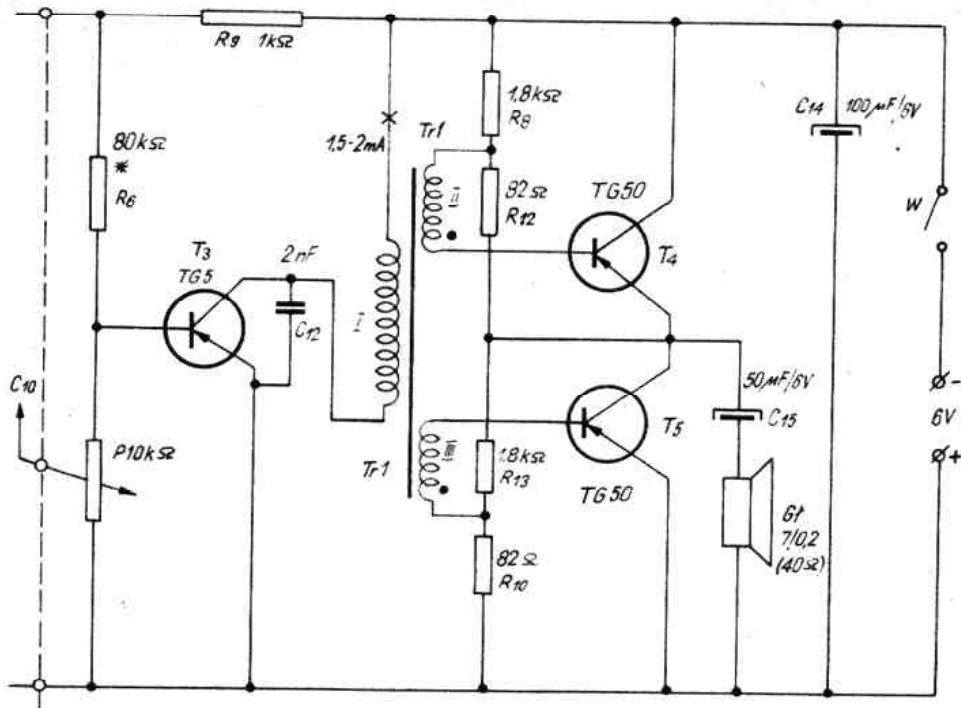 R9 1kΩ
1,8kΩ
R8
C14
100μF/6V
Tr1
1,5-2mA
80kΩ
*
R6
II
82Ω
R12
TG50
W
T3
TG5
2nF
T4
C12
I
50μF/6V
-
6V
C10
C15
T5
+
P10kΩ
III
1,8kΩ
R13
Tr1
TG50
Gł
7/0,2
(40Ω)
82Ω
R10